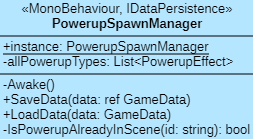 «MonoBehaviour, IDataPersistence»
PowerupSpawnManager
+instance: PowerupSpawnManager
-allPowerupTypes: List<PowerupEffect>
-Awake()
+SaveData(data: ref GameData)
+LoadData(data: GameData)
-IsPowerupAlreadyInScene(id: string): bool